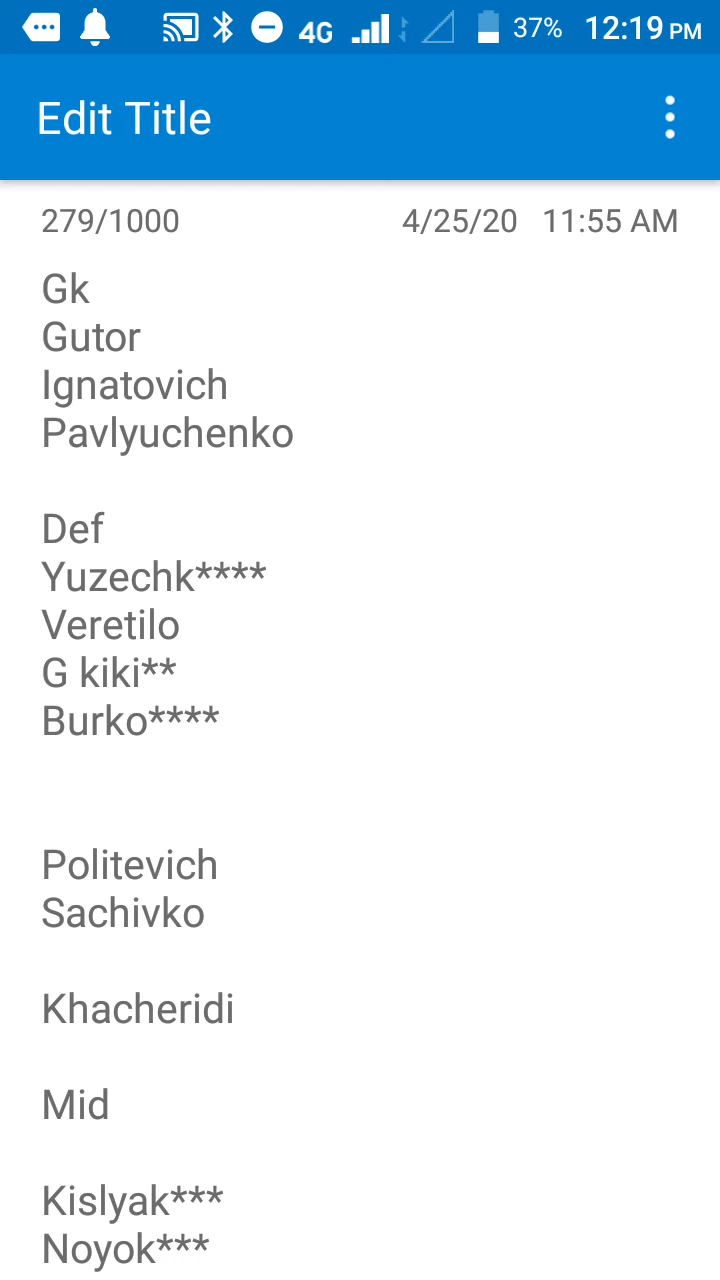 4G 37% 12:19 PM
Edit Title
279/1000 4/25/20 11:55 AM
Gk
Gutor
Ignatovich
Pavlyuchenko
Def
Yuzechk****
Veretilo
G kiki**
Burko****
Politevich
Sachivko
Khacheridi
Mid
Kislyak***
Noyok***